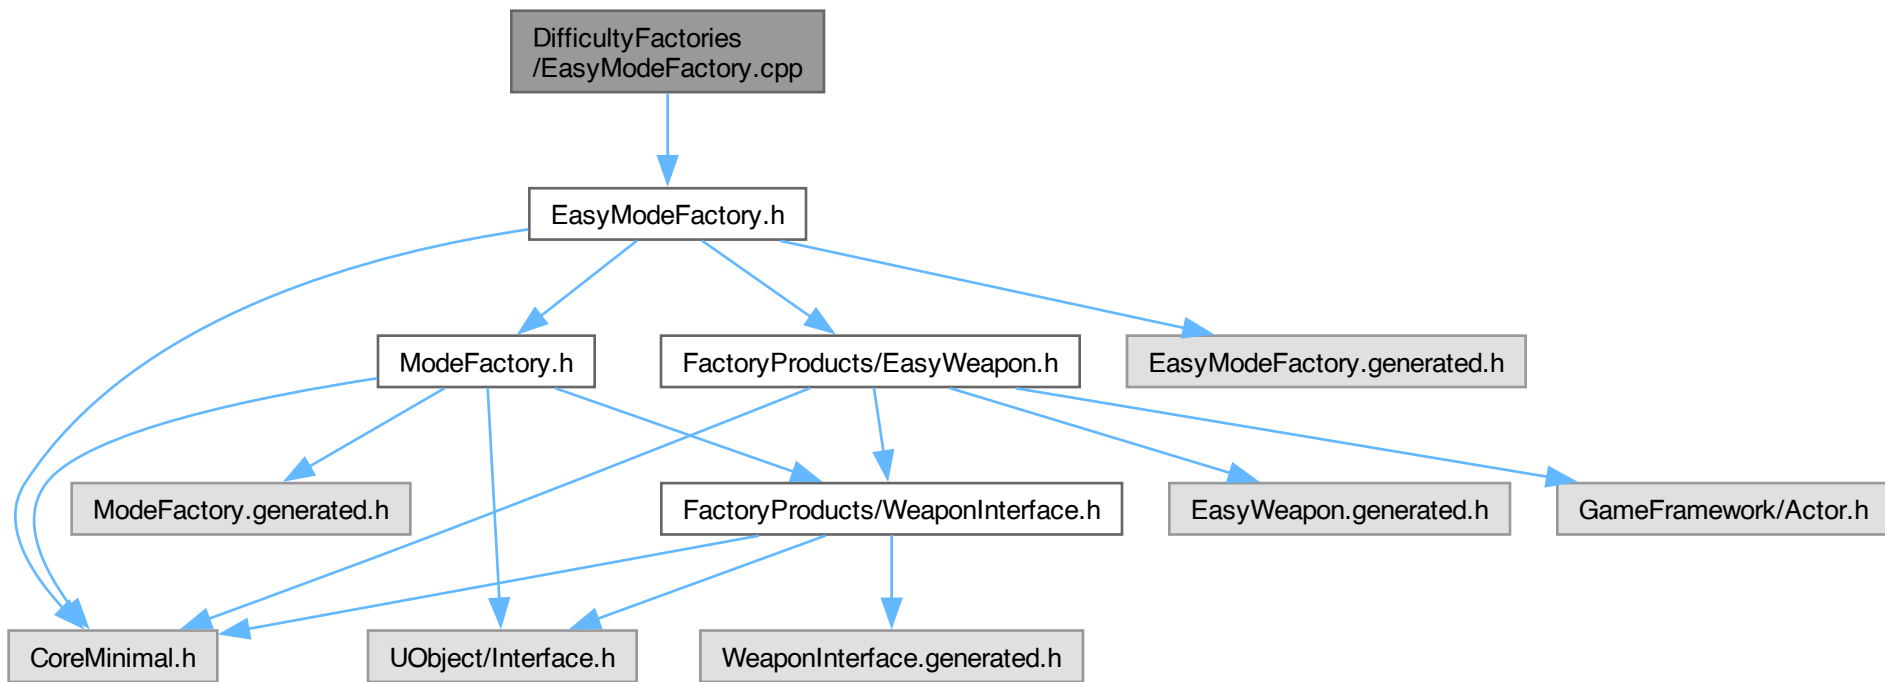 DifficultyFactories
/EasyModeFactory.cpp
EasyModeFactory.h
ModeFactory.h
FactoryProducts/EasyWeapon.h
EasyModeFactory.generated.h
ModeFactory.generated.h
FactoryProducts/WeaponInterface.h
EasyWeapon.generated.h
GameFramework/Actor.h
CoreMinimal.h
UObject/Interface.h
WeaponInterface.generated.h